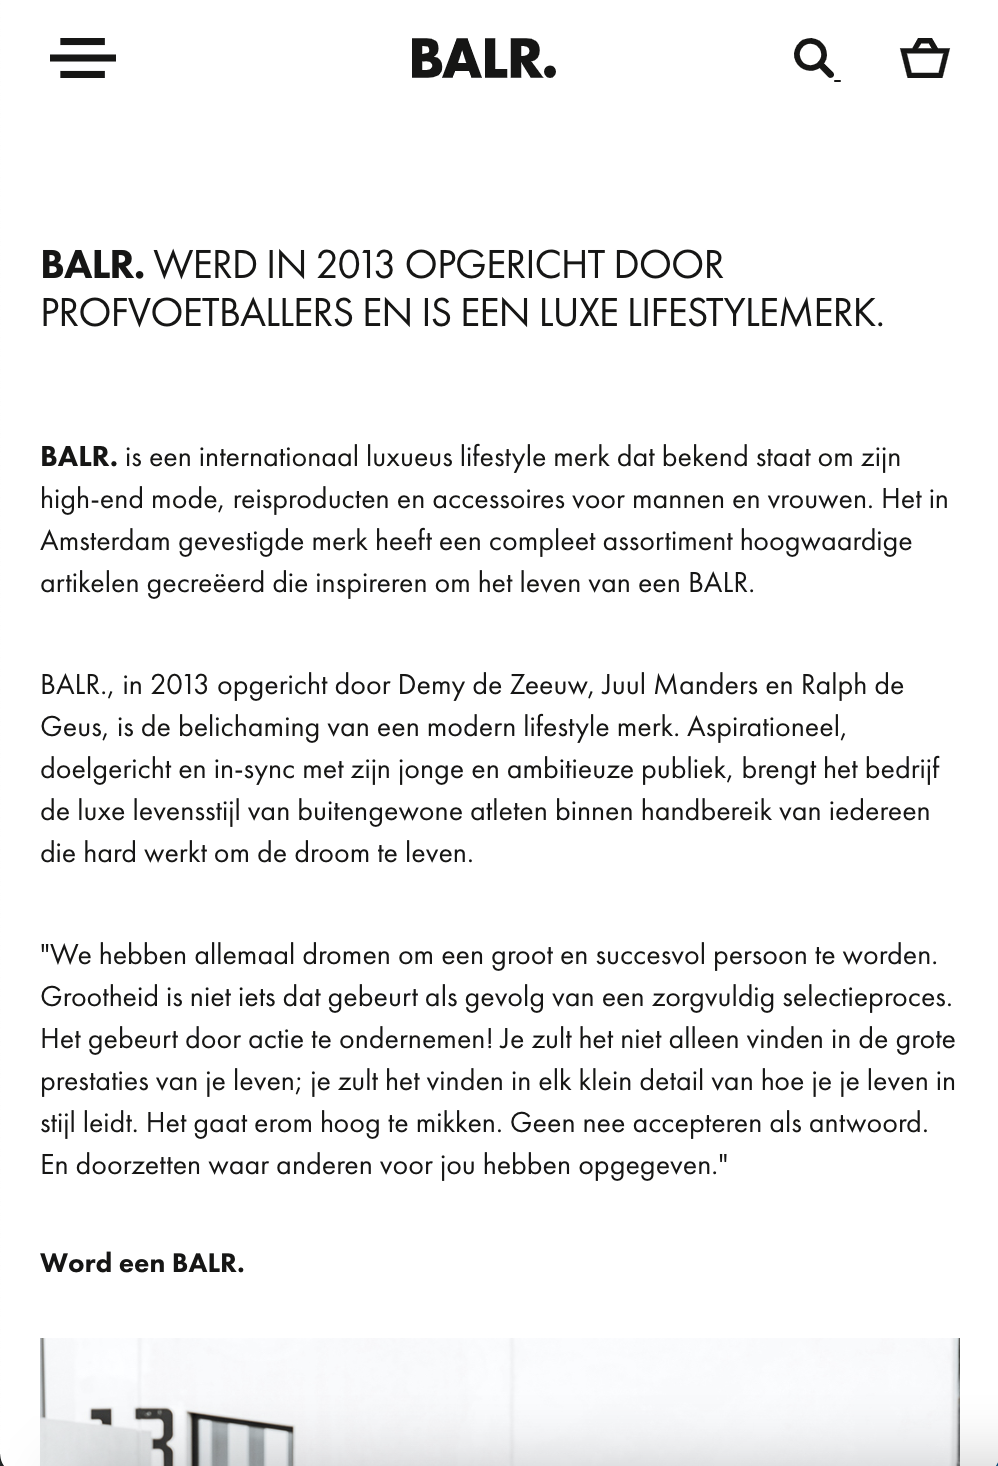 BALR.
BALR. WERD IN 2013 OPGERICHT DOOR
PROFVOETBALLERS EN IS EEN LUXE LIFESTYLEMERK.
BALR. is een internationaal luxueus lifestyle merk dat bekend staat om zijn
high-end mode, reisproducten en accessoires voor mannen en vrouwen. Het in
Amsterdam gevestigde merk heeft een compleet assortiment hoogwaardige
artikelen gecreëerd die inspireren om het leven van een BALR.
BALR., in 2013 opgericht door Demy de Zeeuw, Juul Manders en Ralph de
Geus, is de belichaming van een modern lifestyle merk. Aspirationeel,
doelgericht en in-sync met zijn jonge en ambitieuze publiek, brengt het bedrijf
de luxe levensstijl van buitengewone atleten binnen handbereik van iedereen
die hard werkt om de droom te leven.
"We hebben allemaal dromen om een groot en succesvol persoon te worden.
Grootheid is niet iets dat gebeurt als gevolg van een zorgvuldig selectieproces.
Het gebeurt door actie te ondernemen! Je zult het niet alleen vinden in de grote
prestaties van je leven; je zult het vinden in elk klein detail van hoe je je leven in
stijl leidt. Het gaat erom hoog te mikken. Geen nee accepteren als antwoord.
En doorzetten waar anderen voor jou hebben opgegeven."
Word een BALR.